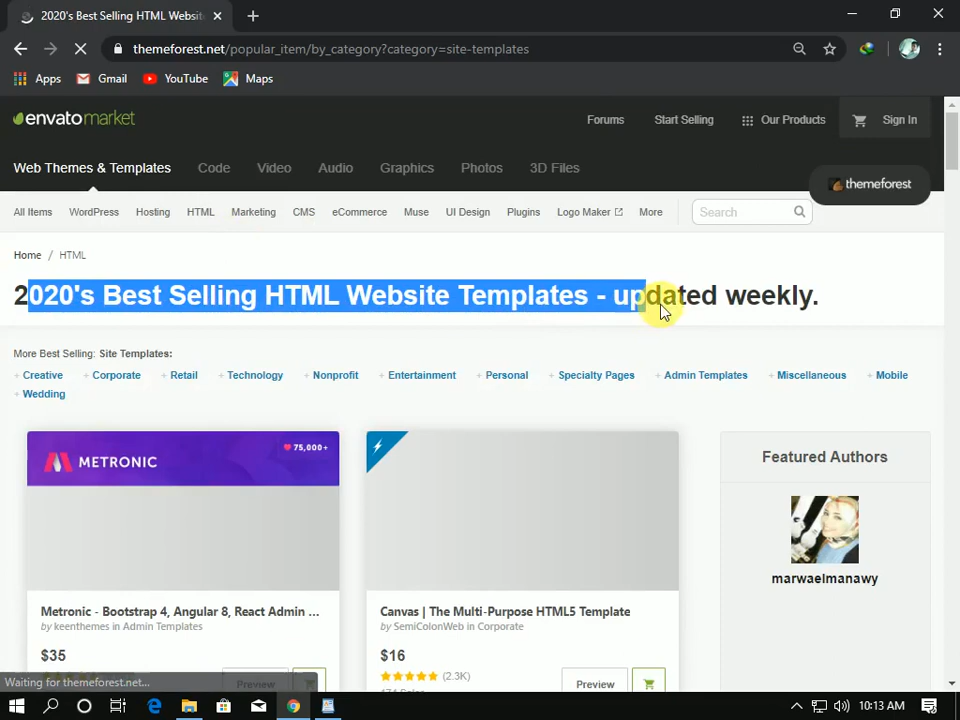 2020's Best Selling HTML Website
themeforest.net/popular_item/by_category?category=site-templates
Apps Gmail YouTube Maps
envatomarket
Forums Start Selling Our Products Sign In
Web Themes & Templates Code Video Audio Graphics Photos 3D Files
themeforest
All Items WordPress Hosting HTML Marketing CMS eCommerce Muse UI Design Plugins Logo Maker More Search
Home / HTML
2020's Best Selling HTML Website Templates - updated weekly.
More Best Selling: Site Templates:
+ Creative + Corporate + Retail + Technology + Nonprofit + Entertainment + Personal + Specialty Pages + Admin Templates + Miscellaneous + Mobile
+ Wedding
METRONIC 75,000+
Featured Authors
marwaelmanawy
Metronic - Bootstrap 4, Angular 8, React Admin ...
by keenthemes in Admin Templates
$35
Preview
Canvas | The Multi-Purpose HTML5 Template
by SemiColonWeb in Corporate
$16
(2.3K)
Preview
Waiting for themeforest.net...
10:13 AM